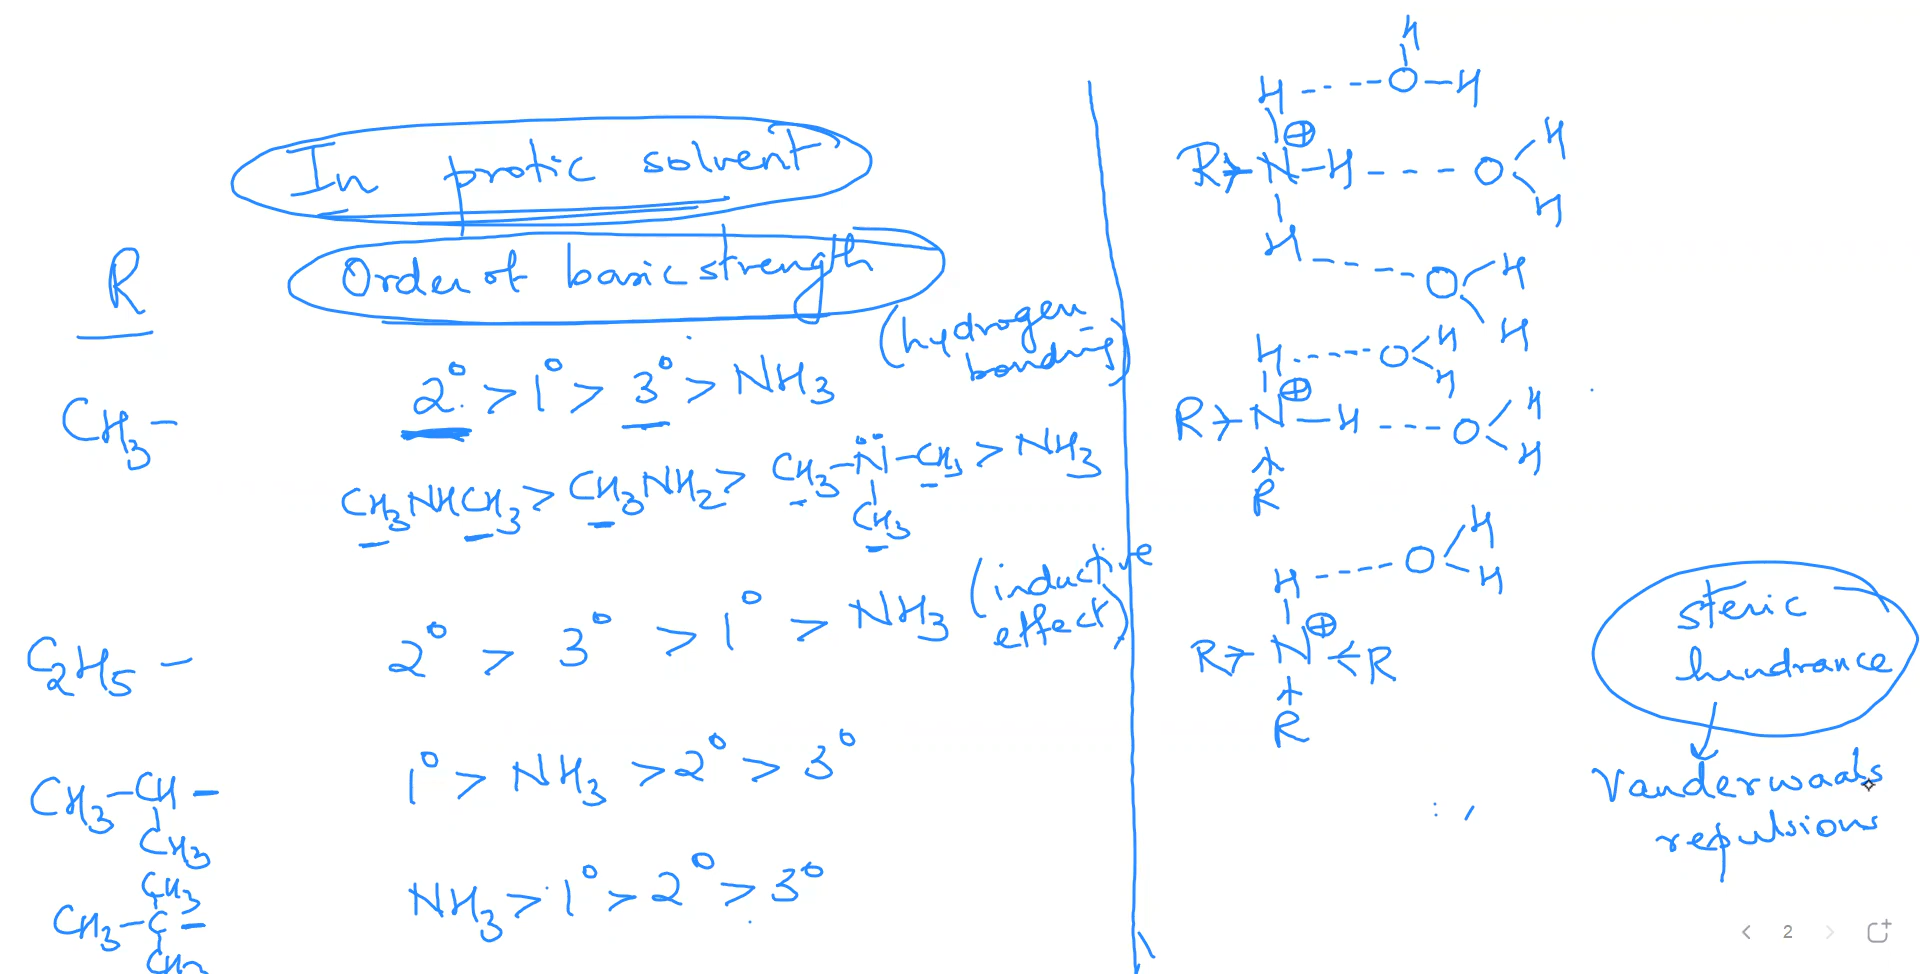 In protic solvent
Order of basic strength
R
(hydrogen bonding)
CH3− 2° > 1° > 3° > NH3
CH3NHCH3 > CH3NH2 > CH3−N̈−CH3 > NH3
CH3
(inductive effect)
C2H5− 2° > 3° > 1° > NH3
CH3−CH− 1° > NH3 > 2° > 3°
CH3
CH3
CH3−C− NH3 > 1° > 2° > 3°
CH3
H
H ---- O−H
⊕
R→N−H ---- O H
H
H ---- O H
H
H ---- O H
H
⊕
R→N−H ---- O H
H
R
H ---- O H
H
⊕
R→N←R
R
steric
hindrance
Vanderwaals
repulsions
2